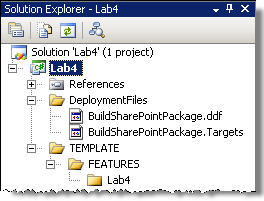 Solution Explorer - Lab4
Solution 'Lab4' (1 project)
Lab4
References
DeploymentFiles
BuildSharePointPackage.ddf
BuildSharePointPackage.Targets
TEMPLATE
FEATURES
Lab4